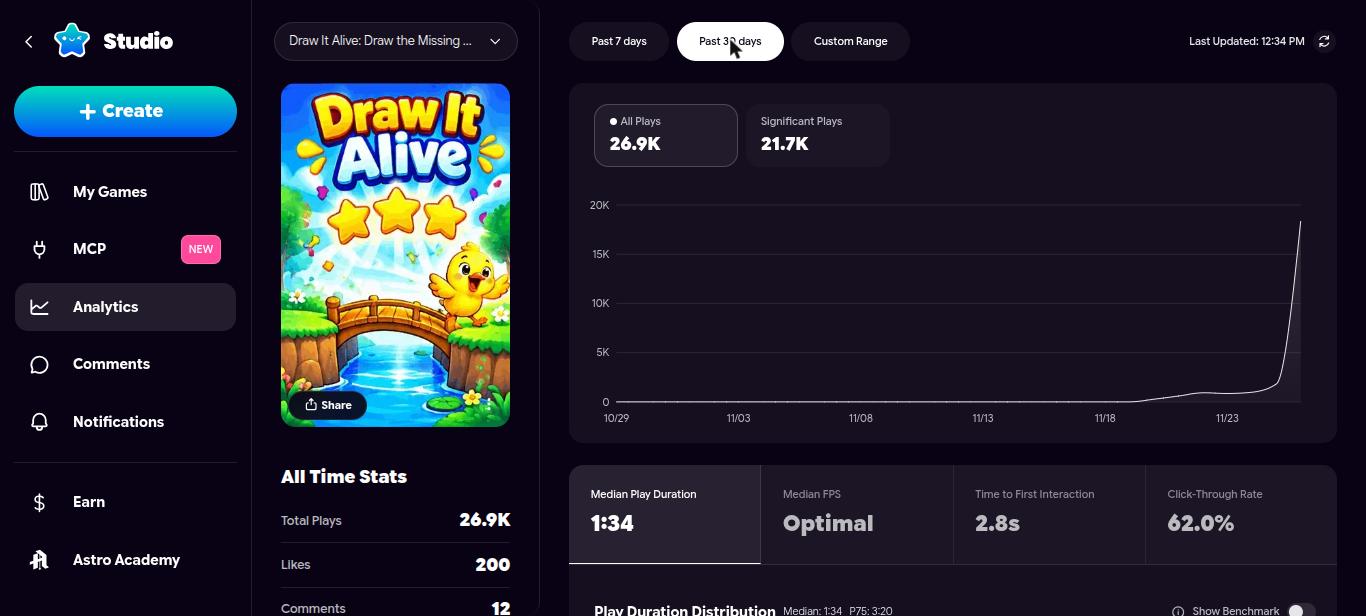 Studio
Create
My Games
MCP NEW
Analytics
Comments
Notifications
Earn
Astro Academy
Draw It Alive: Draw the Missing ...
Draw It
Alive
Share
All Time Stats
Total Plays 26.9K
Likes 200
Comments 12
Past 7 days Past 30 days Custom Range Last Updated: 12:34 PM
All Plays Significant Plays
26.9K 21.7K
20K
15K
10K
5K
0
10/29 11/03 11/08 11/13 11/18 11/23
Median Play Duration Median FPS Time to First Interaction Click-Through Rate
1:34 Optimal 2.8s 62.0%
Play Duration Distribution Median: 1:34 P75: 3:20 Show Benchmark